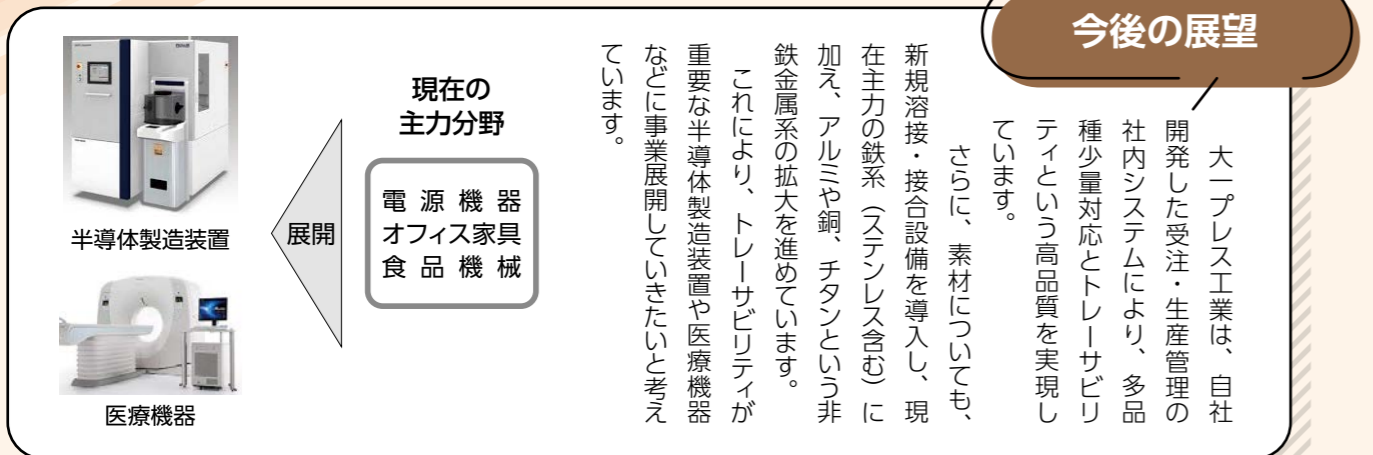 今後の展望
大一プレス工業は、自社
開発した受注・生産管理の
社内システムにより、多品
種少量対応とトレーサビリ
ティという高品質を実現し
ています。
さらに、素材についても、
新規溶接・接合設備を導入し、現
在主力の鉄系（ステンレス含む）に
加え、アルミや銅、チタンという非
鉄金属系の拡大を進めています。
これにより、トレーサビリティが
重要な半導体製造装置や医療機器
などに事業展開していきたいと考え
ています。
現在の
主力分野
電源機器
オフィス家具
食品機械
展開
半導体製造装置
医療機器